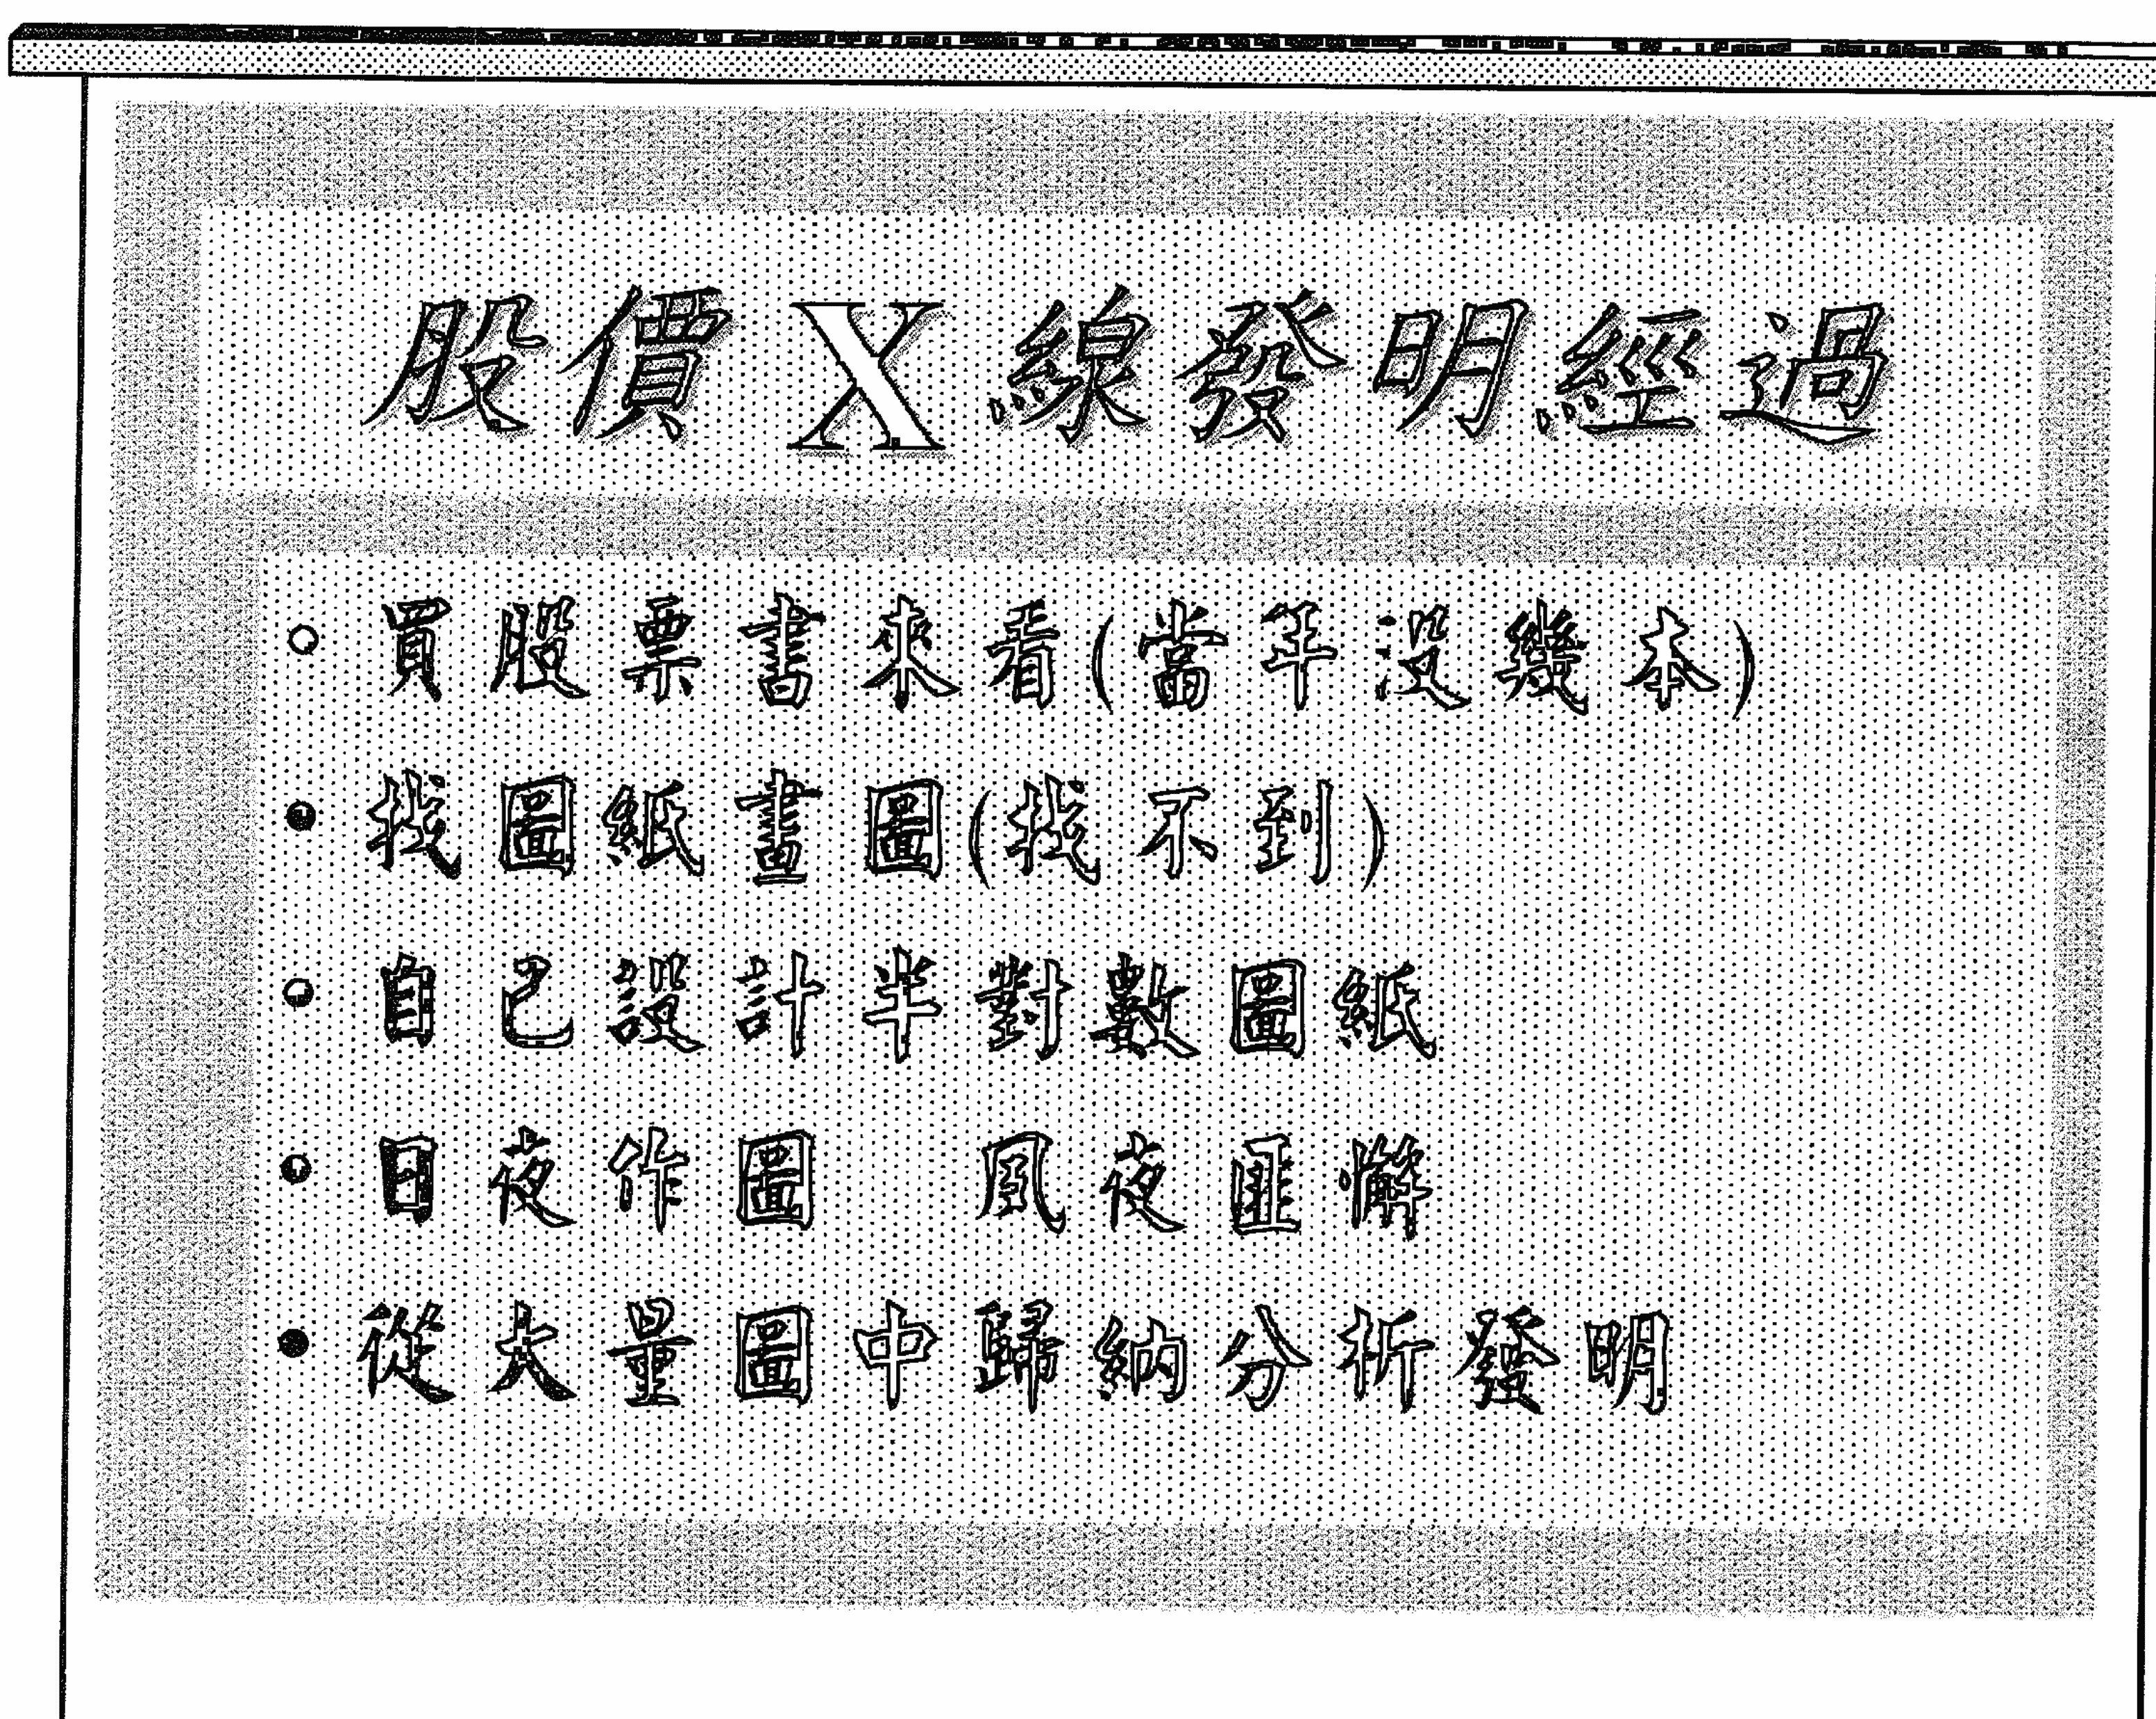 股價X線發明經過
買股票書來看(當年沒幾本)
找圖紙畫圖(找不到)
自己設計半對數圖紙
日夜作圖 夙夜匪懈
從大量圖中歸納分析發明